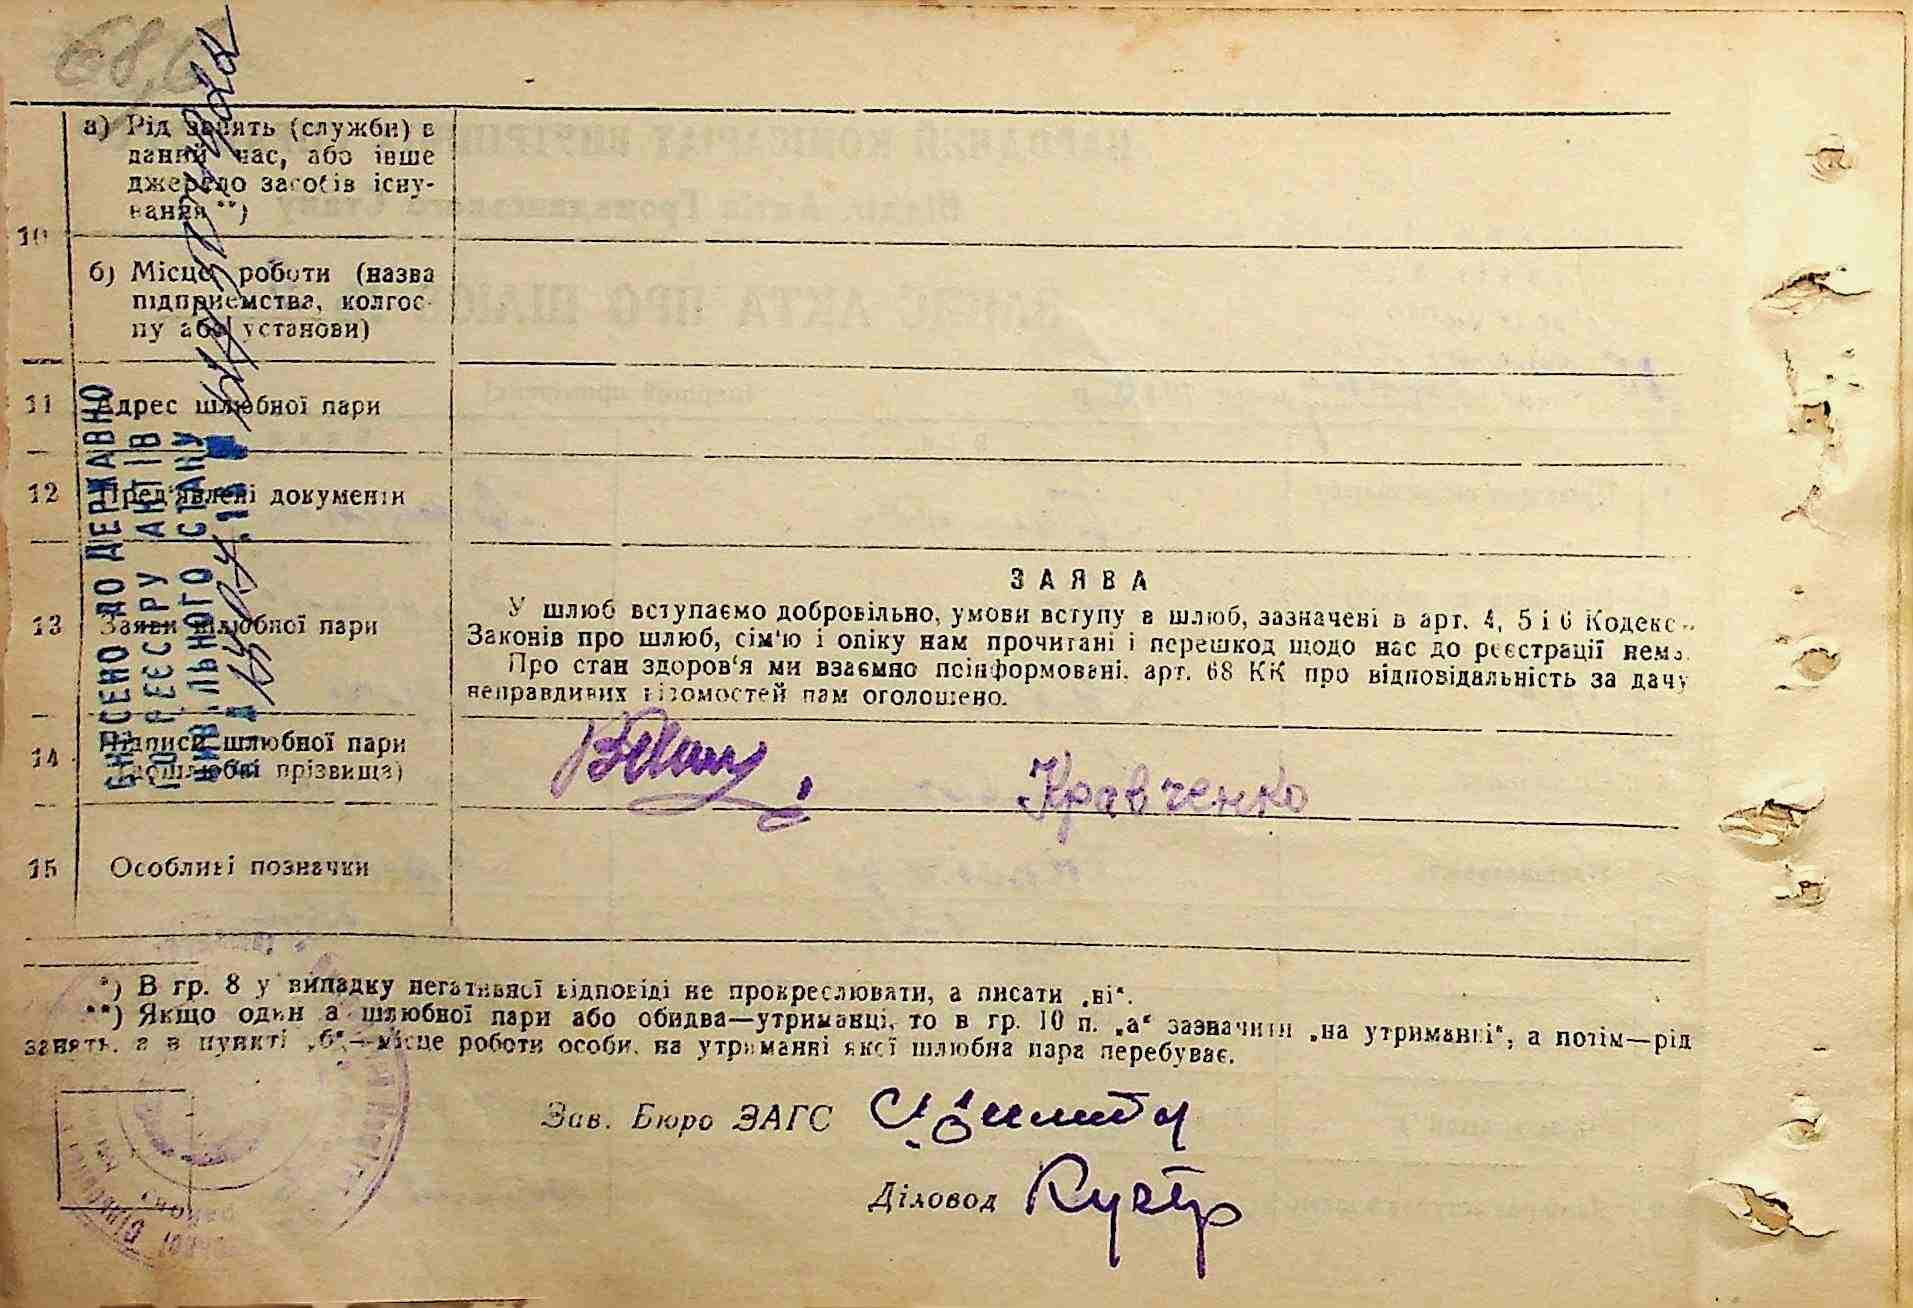 68,
10
а) Рід занять (служби) в
даний час, або інше
джерело засобів існу-
вання **)
б) Місце роботи (назва
підприємства, колгос-
пу або установи)
11 Адрес шлюбної пари
12 Пред'явлені документи
ВНЕСЕНО ДО ДЕРЖАВНО
ГО РЕЄСТРУ АКТІВ
ЦИВІЛЬНОГО СТАНУ
13 Заяви шлюбної пари
ЗАЯВА
У шлюб вступаємо добровільно, умови вступу в шлюб, зазначені в арт. 4, 5 і 6 Кодекс
Законів про шлюб, сім'ю і опіку нам прочитані і перешкод щодо нас до реєстрації нема.
Про стан здоров'я ми взаємно поінформовані. арт. 68 КК про відповідальність за дачу
неправдивих відомостей нам оголошено.
14 Підписи шлюбної пари
(дошлюбні прізвища)
Кравченко
15 Особливі позначки
*) В гр. 8 у випадку негативної відповіді не прокреслювати, а писати „ні“.
**) Якщо один з шлюбної пари або обидва—утриманці, то в гр. 10 п. „а“ зазначити „на утриманні“, а потім—рід
занять, а в пункті „б“—місце роботи особи, на утриманні якої шлюбна пара перебуває.
Зав. Бюро ЗАГС
Діловод